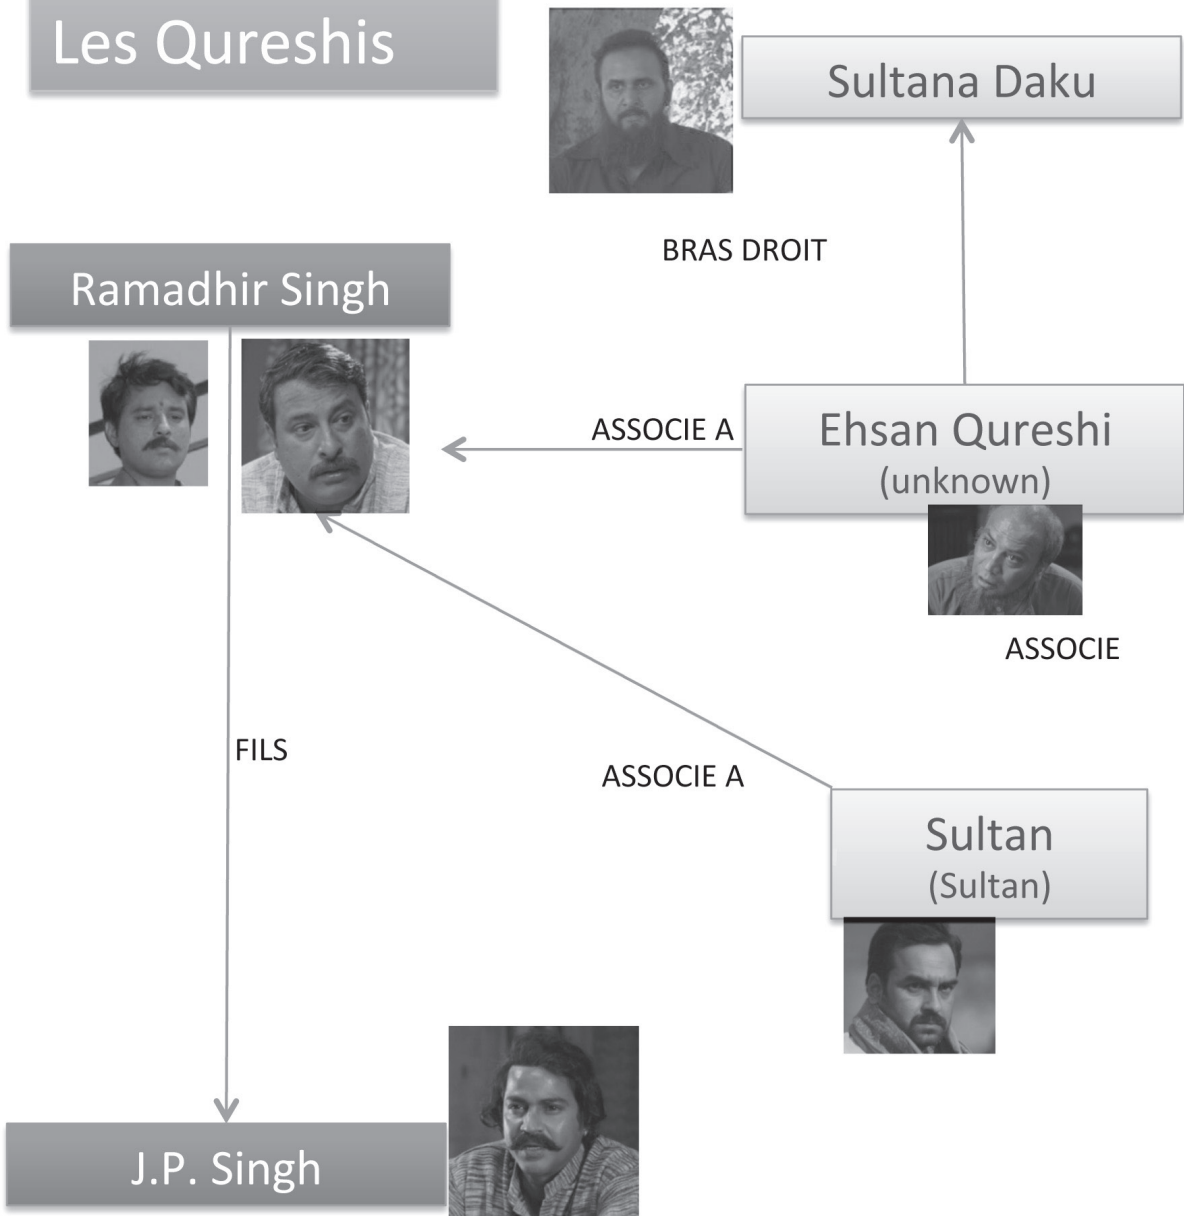 Les Qureshis
Sultana Daku
BRAS DROIT
Ramadhir Singh
ASSOCIE A
Ehsan Qureshi
(unknown)
ASSOCIE
FILS
ASSOCIE A
Sultan
(Sultan)
J.P. Singh